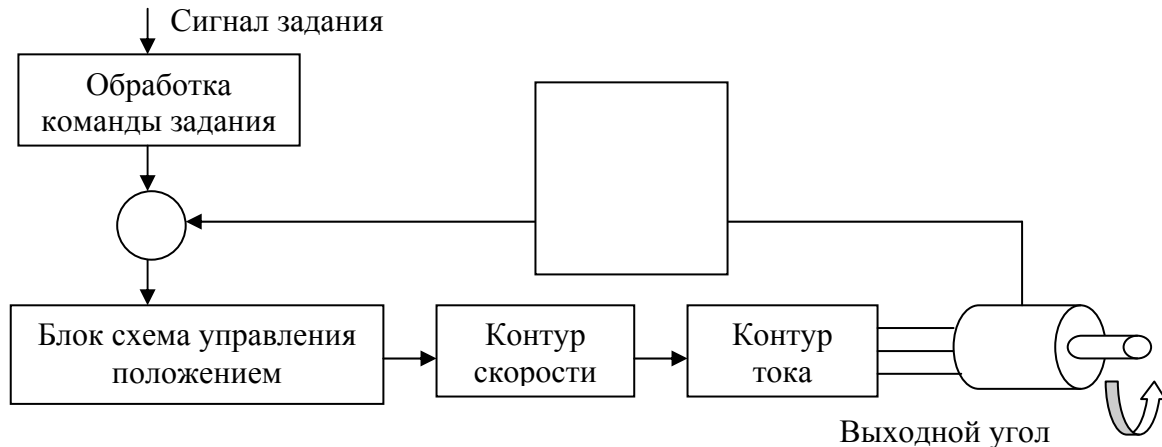 Сигнал задания
Обработка
команды задания
Блок схема управления
положением
Контур
скорости
Контур
тока
Выходной угол